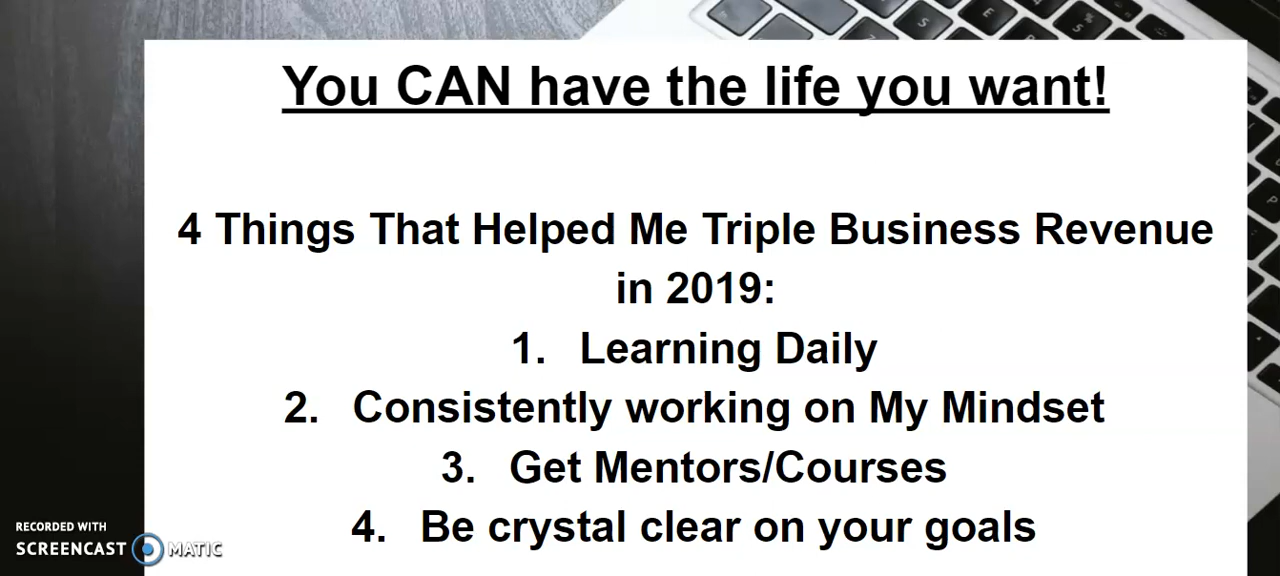 You CAN have the life you want!
4 Things That Helped Me Triple Business Revenue
in 2019:
1. Learning Daily
2. Consistently working on My Mindset
3. Get Mentors/Courses
4. Be crystal clear on your goals
RECORDED WITH
SCREENCAST MATIC